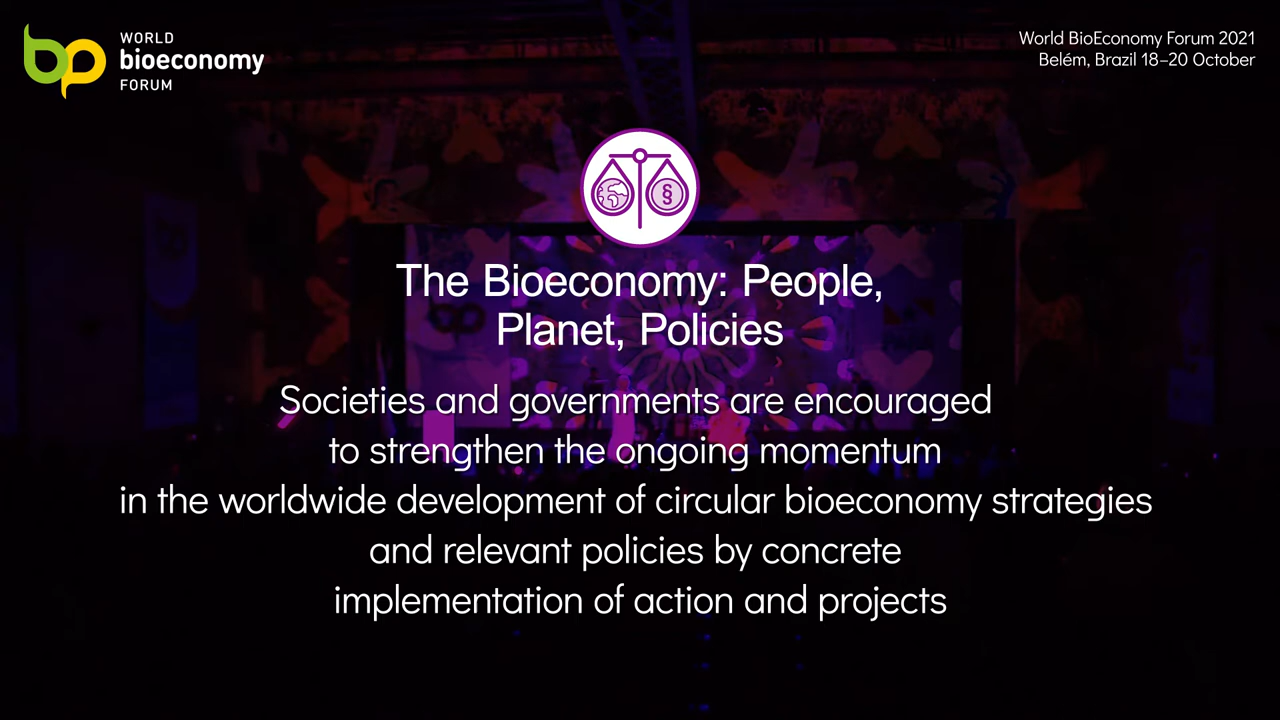 WORLD
bioeconomy
FORUM
World BioEconomy Forum 2021
Belém, Brazil 18–20 October
§
The Bioeconomy: People,
Planet, Policies
Societies and governments are encouraged
to strengthen the ongoing momentum
in the worldwide development of circular bioeconomy strategies
and relevant policies by concrete
implementation of action and projects